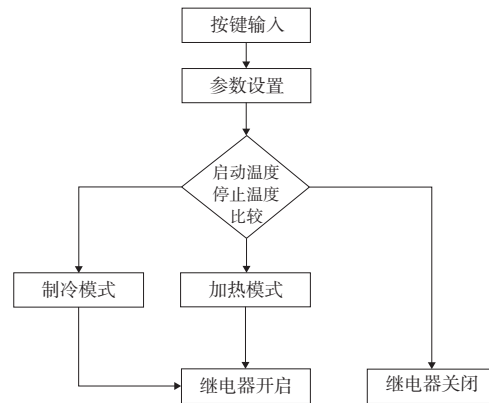 按键输入
参数设置
启动温度
停止温度
比较
制冷模式
加热模式
继电器开启
继电器关闭